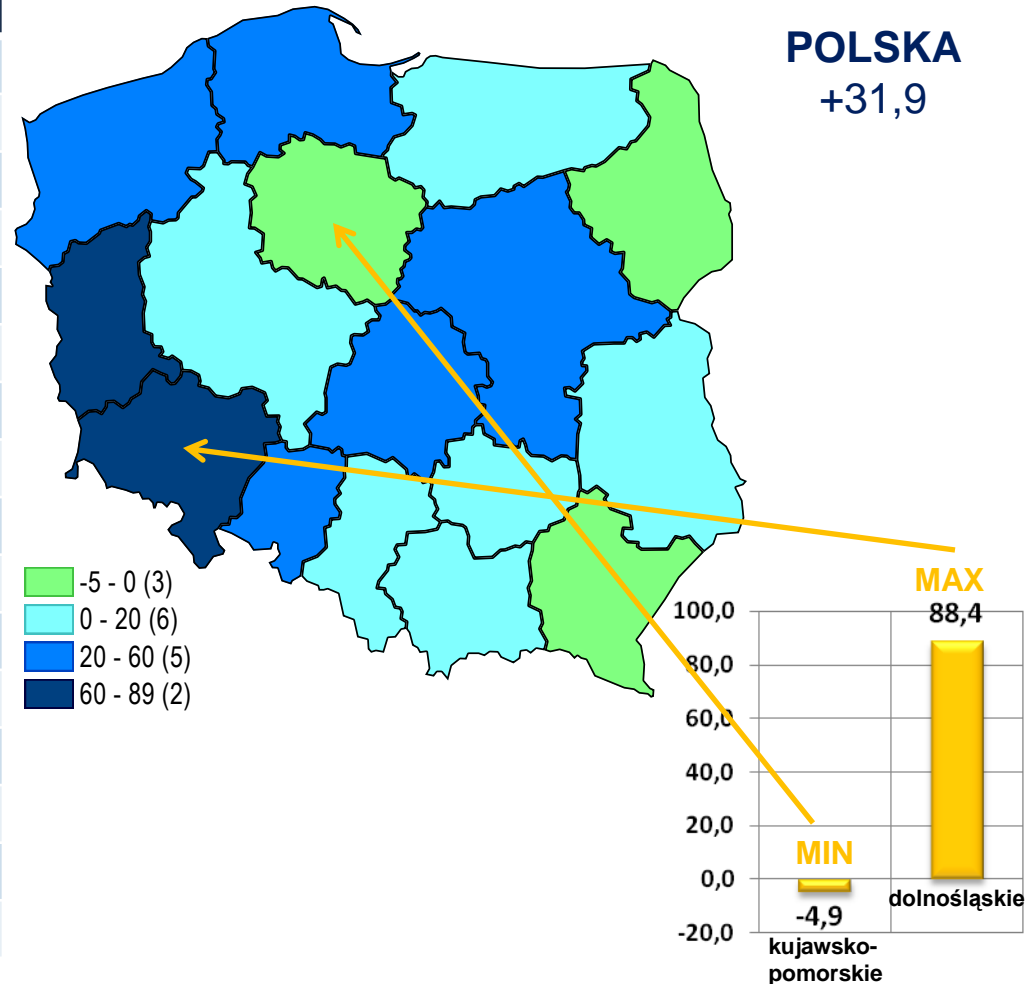 POLSKA
+31,9
-5 - 0 (3)
0 - 20 (6)
20 - 60 (5)
60 - 89 (2)
MAX
88,4
100,0
80,0
60,0
40,0
20,0
0,0
-20,0
MIN
-4,9
dolnośląskie
kujawsko-
pomorskie